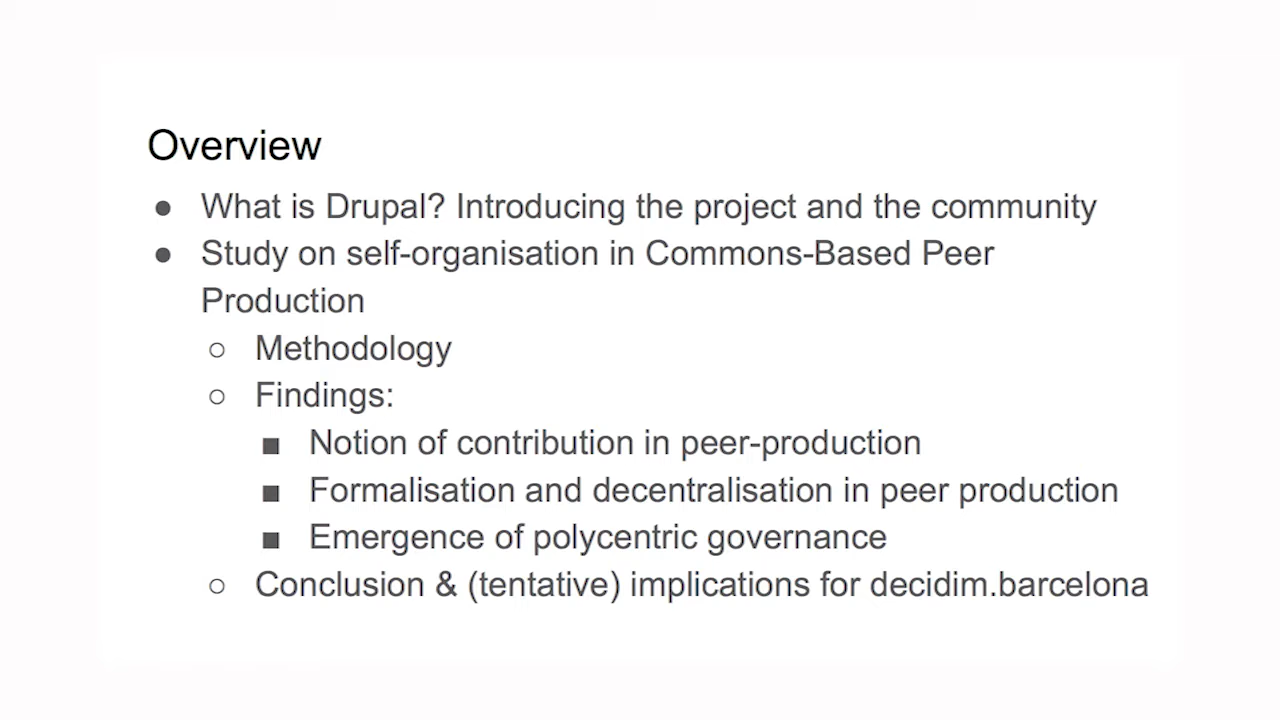 Overview
● What is Drupal? Introducing the project and the community
● Study on self-organisation in Commons-Based Peer
Production
○ Methodology
○ Findings:
■ Notion of contribution in peer-production
■ Formalisation and decentralisation in peer production
■ Emergence of polycentric governance
○ Conclusion & (tentative) implications for decidim.barcelona